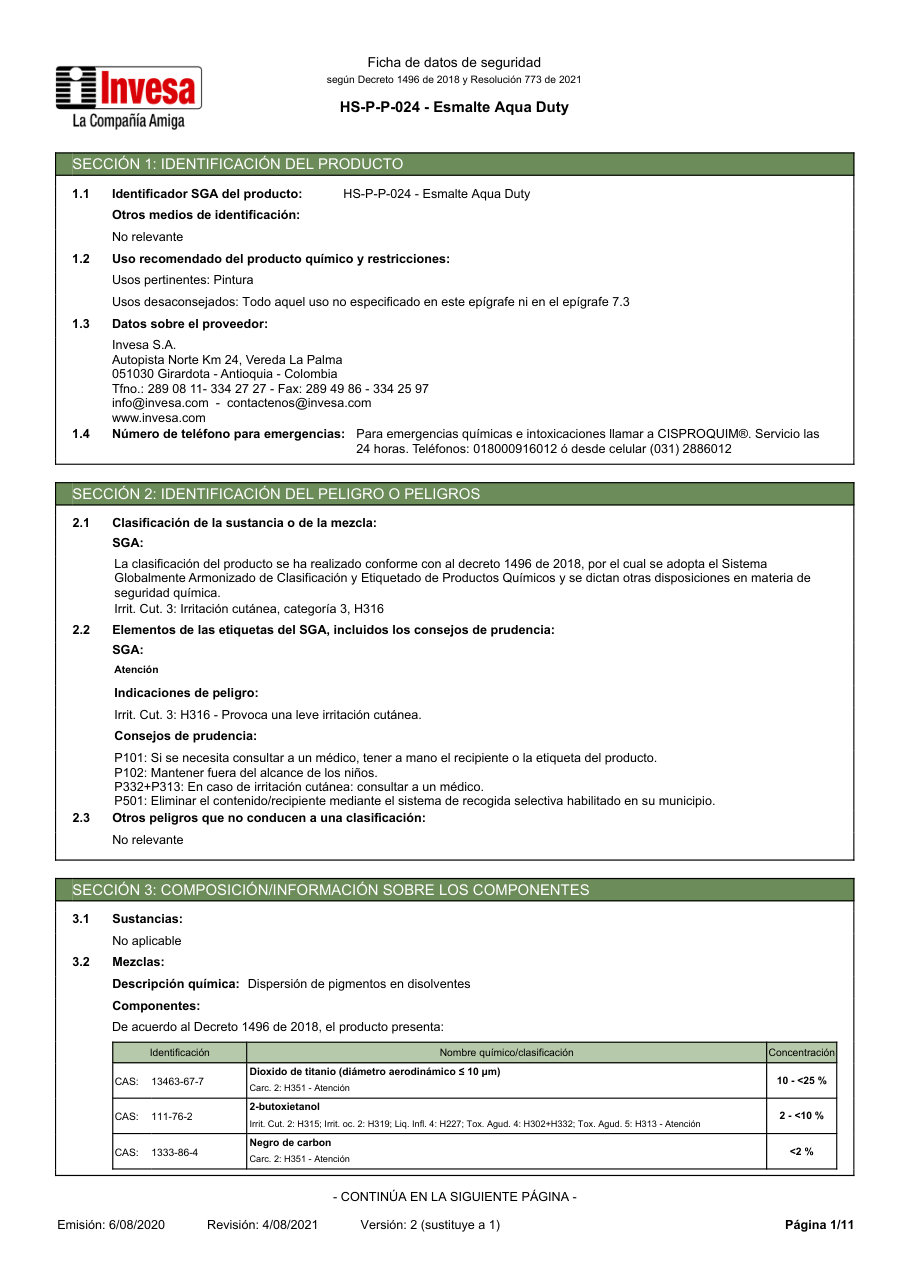 Invesa
La Compañía Amiga
Ficha de datos de seguridad
según Decreto 1496 de 2018 y Resolución 773 de 2021
HS-P-P-024 - Esmalte Aqua Duty
SECCIÓN 1: IDENTIFICACIÓN DEL PRODUCTO
1.1 Identificador SGA del producto: HS-P-P-024 - Esmalte Aqua Duty
Otros medios de identificación:
No relevante
1.2 Uso recomendado del producto químico y restricciones:
Usos pertinentes: Pintura
Usos desaconsejados: Todo aquel uso no especificado en este epígrafe ni en el epígrafe 7.3
1.3 Datos sobre el proveedor:
Invesa S.A.
Autopista Norte Km 24, Vereda La Palma
051030 Girardota - Antioquia - Colombia
Tfno.: 289 08 11- 334 27 27 - Fax: 289 49 86 - 334 25 97
info@invesa.com - contactenos@invesa.com
www.invesa.com
1.4 Número de teléfono para emergencias: Para emergencias químicas e intoxicaciones llamar a CISPROQUIM®. Servicio las
24 horas. Teléfonos: 018000916012 ó desde celular (031) 2886012
SECCIÓN 2: IDENTIFICACIÓN DEL PELIGRO O PELIGROS
2.1 Clasificación de la sustancia o de la mezcla:
SGA:
La clasificación del producto se ha realizado conforme con al decreto 1496 de 2018, por el cual se adopta el Sistema
Globalmente Armonizado de Clasificación y Etiquetado de Productos Químicos y se dictan otras disposiciones en materia de
seguridad química.
Irrit. Cut. 3: Irritación cutánea, categoría 3, H316
2.2 Elementos de las etiquetas del SGA, incluidos los consejos de prudencia:
SGA:
Atención
Indicaciones de peligro:
Irrit. Cut. 3: H316 - Provoca una leve irritación cutánea.
Consejos de prudencia:
P101: Si se necesita consultar a un médico, tener a mano el recipiente o la etiqueta del producto.
P102: Mantener fuera del alcance de los niños.
P332+P313: En caso de irritación cutánea: consultar a un médico.
P501: Eliminar el contenido/recipiente mediante el sistema de recogida selectiva habilitado en su municipio.
2.3 Otros peligros que no conducen a una clasificación:
No relevante
SECCIÓN 3: COMPOSICIÓN/INFORMACIÓN SOBRE LOS COMPONENTES
3.1 Sustancias:
No aplicable
3.2 Mezclas:
Descripción química: Dispersión de pigmentos en disolventes
Componentes:
De acuerdo al Decreto 1496 de 2018, el producto presenta:
Identificación Nombre químico/clasificación Concentración
CAS: 13463-67-7 Dioxido de titanio (diámetro aerodinámico ≤ 10 µm) 10 - <25 %
Carc. 2: H351 - Atención
CAS: 111-76-2 2-butoxietanol 2 - <10 %
Irrit. Cut. 2: H315; Irrit. oc. 2: H319; Liq. Infl. 4: H227; Tox. Agud. 4: H302+H332; Tox. Agud. 5: H313 - Atención
CAS: 1333-86-4 Negro de carbon <2 %
Carc. 2: H351 - Atención
- CONTINÚA EN LA SIGUIENTE PÁGINA -
Emisión: 6/08/2020 Revisión: 4/08/2021 Versión: 2 (sustituye a 1) Página 1/11